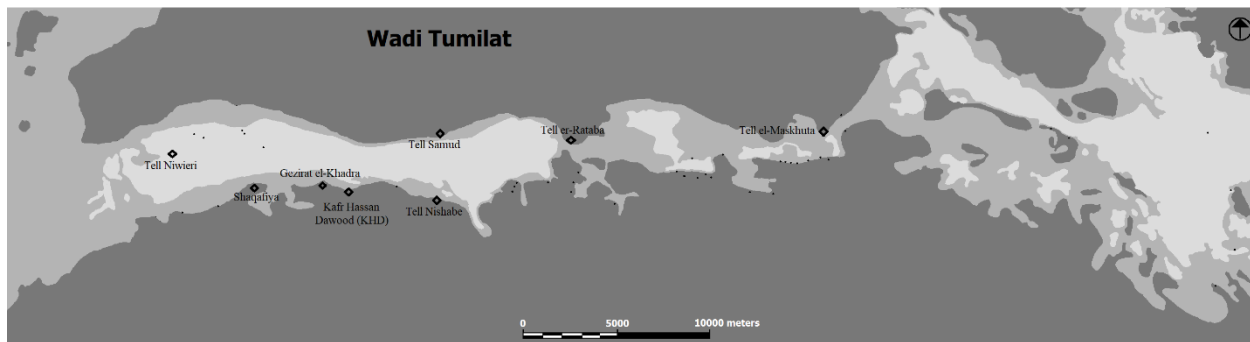 Wadi Tumilat
Tell Samud
Tell er-Rataba
Tell el-Maskhuta
Tell Niwieri
Gezirat el-Khadra
Shaqafiya
Kafr Hassan
Dawood (KHD)
Tell Nishabe
0 5000 10000 meters